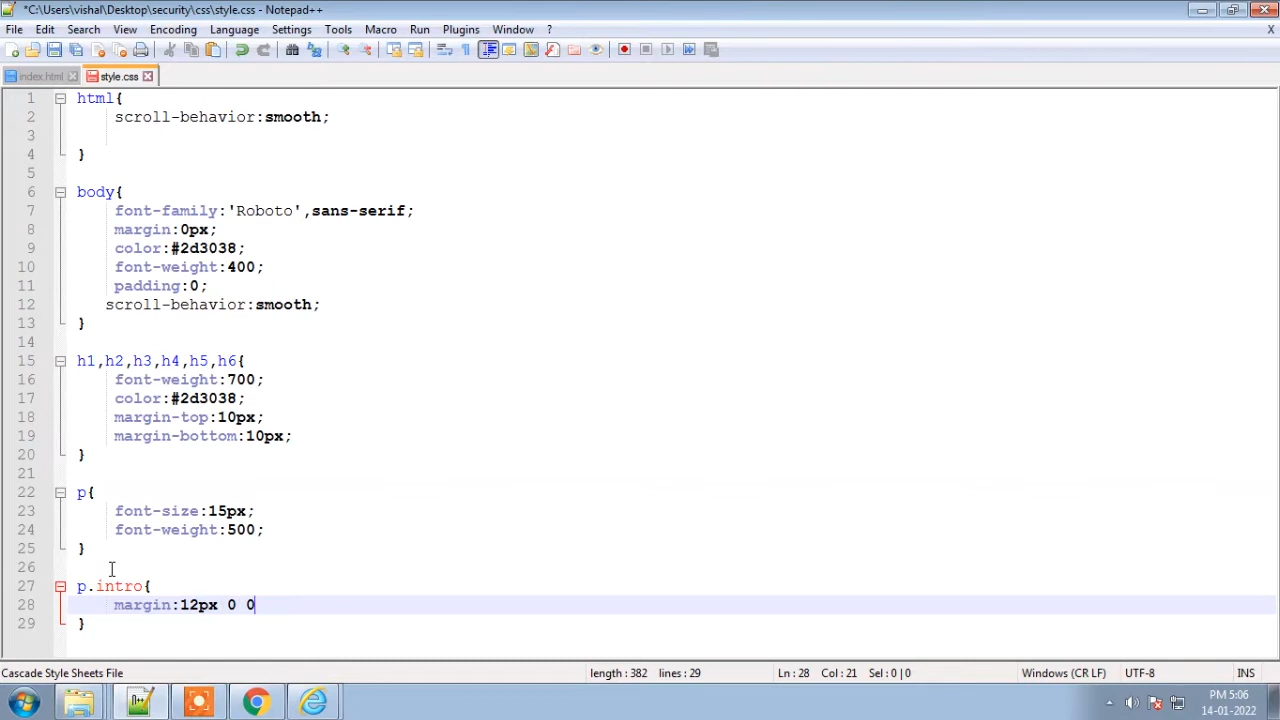 *C:\Users\vishal\Desktop\security\css\style.css - Notepad++
File Edit Search View Encoding Language Settings Tools Macro Run Plugins Window ? X
index.html style.css
1 html{
2 scroll-behavior:smooth;
3
4 }
5
6 body{
7 font-family:'Roboto',sans-serif;
8 margin:0px;
9 color:#2d3038;
10 font-weight:400;
11 padding:0;
12 scroll-behavior:smooth;
13 }
14
15 h1,h2,h3,h4,h5,h6{
16 font-weight:700;
17 color:#2d3038;
18 margin-top:10px;
19 margin-bottom:10px;
20 }
21
22 p{
23 font-size:15px;
24 font-weight:500;
25 }
26
27 p.intro{
28 margin:12px 0 0
29 }
Cascade Style Sheets File length : 382 lines : 29 Ln : 28 Col : 21 Sel : 0 | 0 Windows (CR LF) UTF-8 INS
PM 5:06
14-01-2022